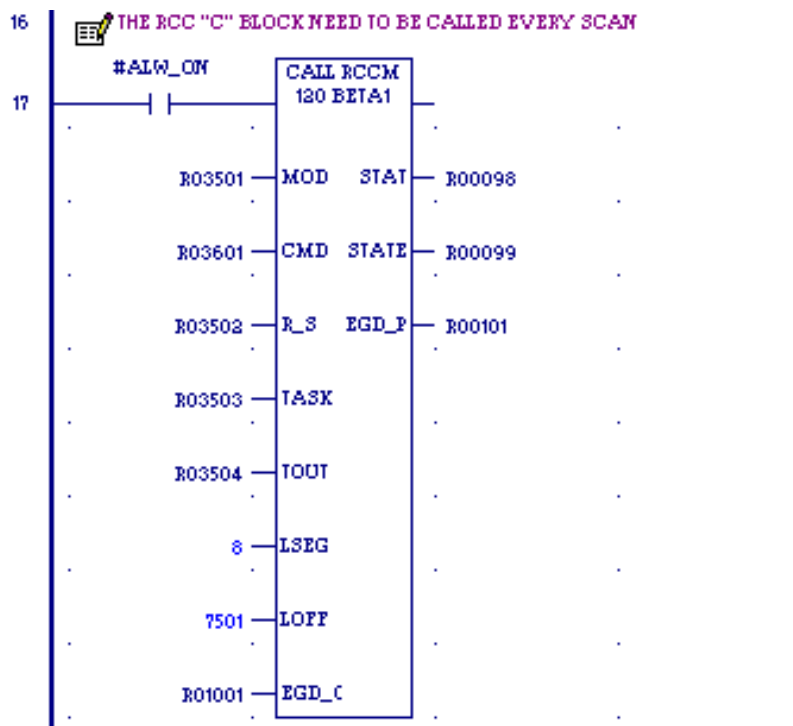 16 THE RCC "C" BLOCK NEED TO BE CALLED EVERY SCAN
#ALW_ON
CALL RCCM
120 BETA1
17
R03501 MOD STAT R00098
R03601 CMD STATE R00099
R03502 R_S EGD_P R00101
R03503 TASK
R03504 TOUT
8 LSEG
7501 LOFF
R01001 EGD_C